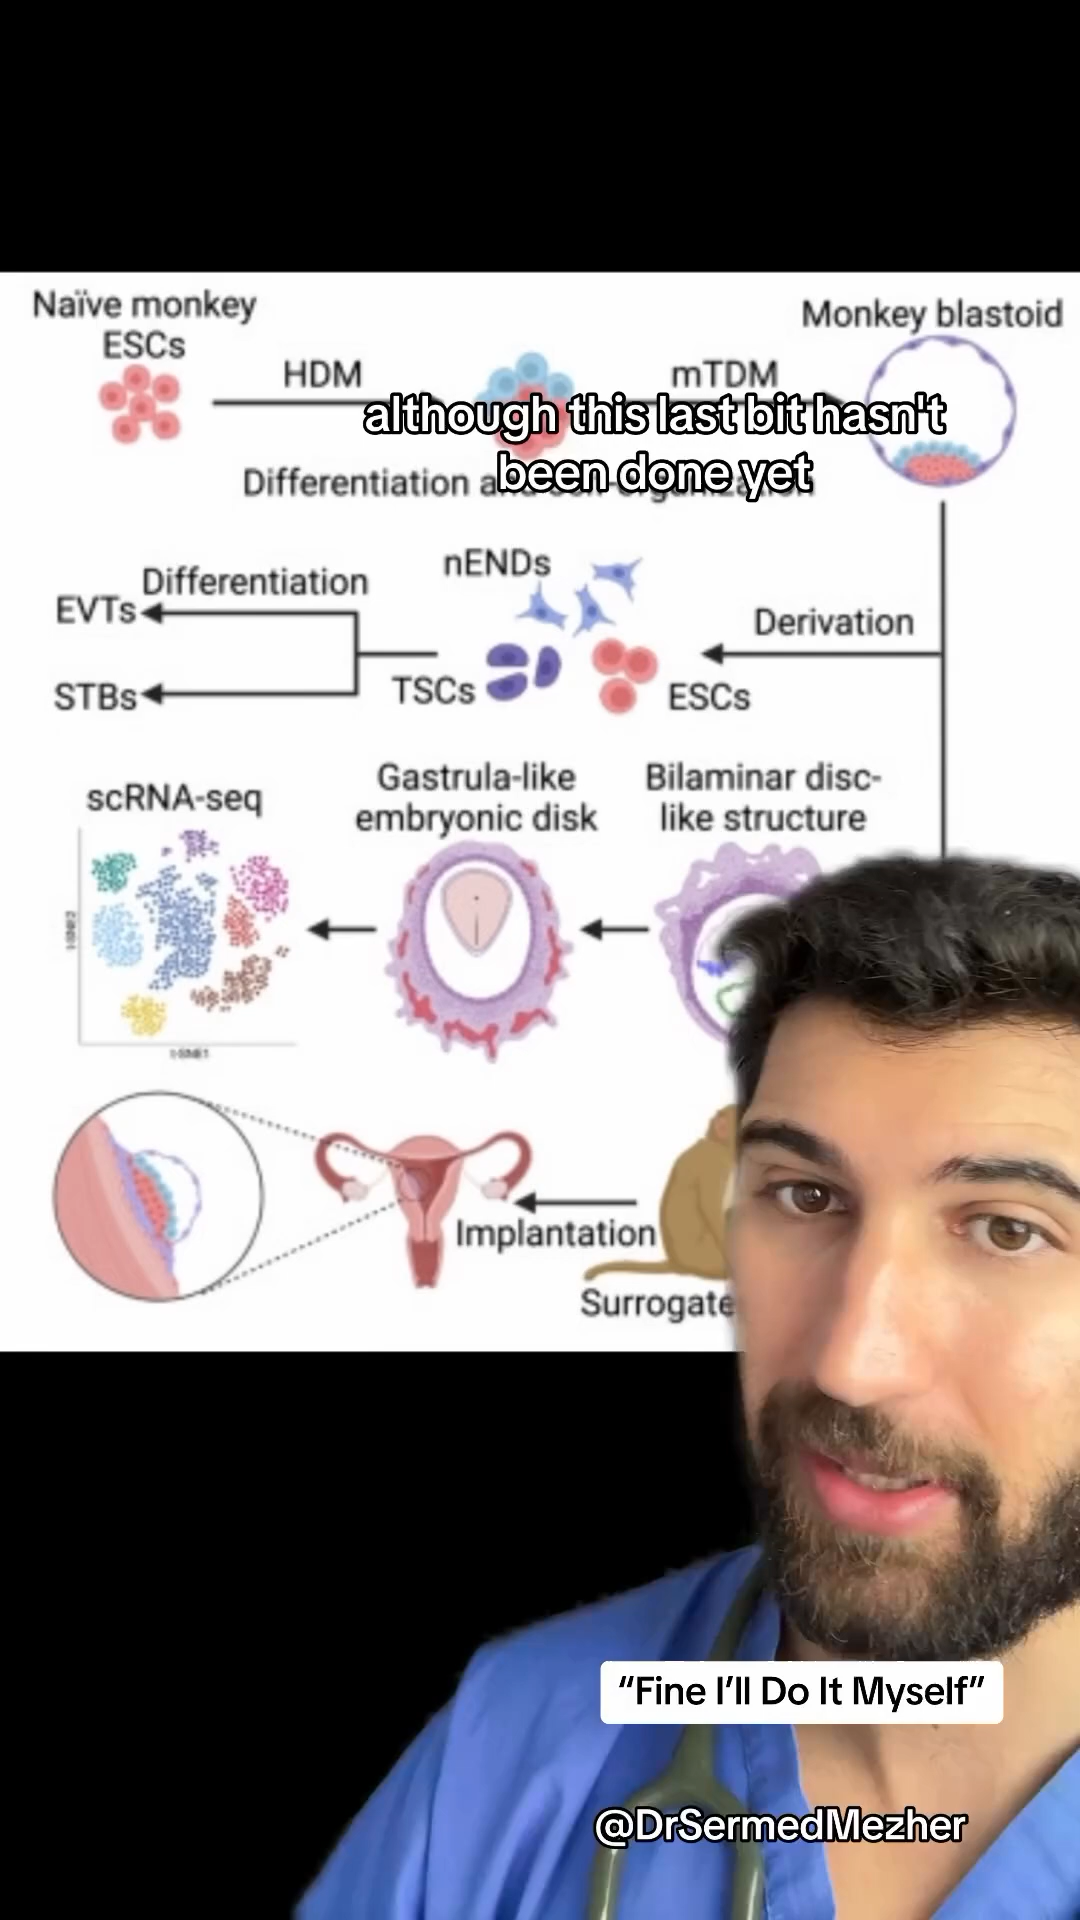 Naïve monkey
ESCs
HDM
mTDM
Monkey blastoid
although this last bit hasn't
been done yet
Differentiation
nENDs
Differentiation
EVTs
STBs
TSCs
ESCs
Derivation
scRNA-seq
Gastrula-like
embryonic disk
Bilaminar disc-
like structure
Implantation
Surrogate
“Fine I’ll Do It Myself”
@DrSermedMezher